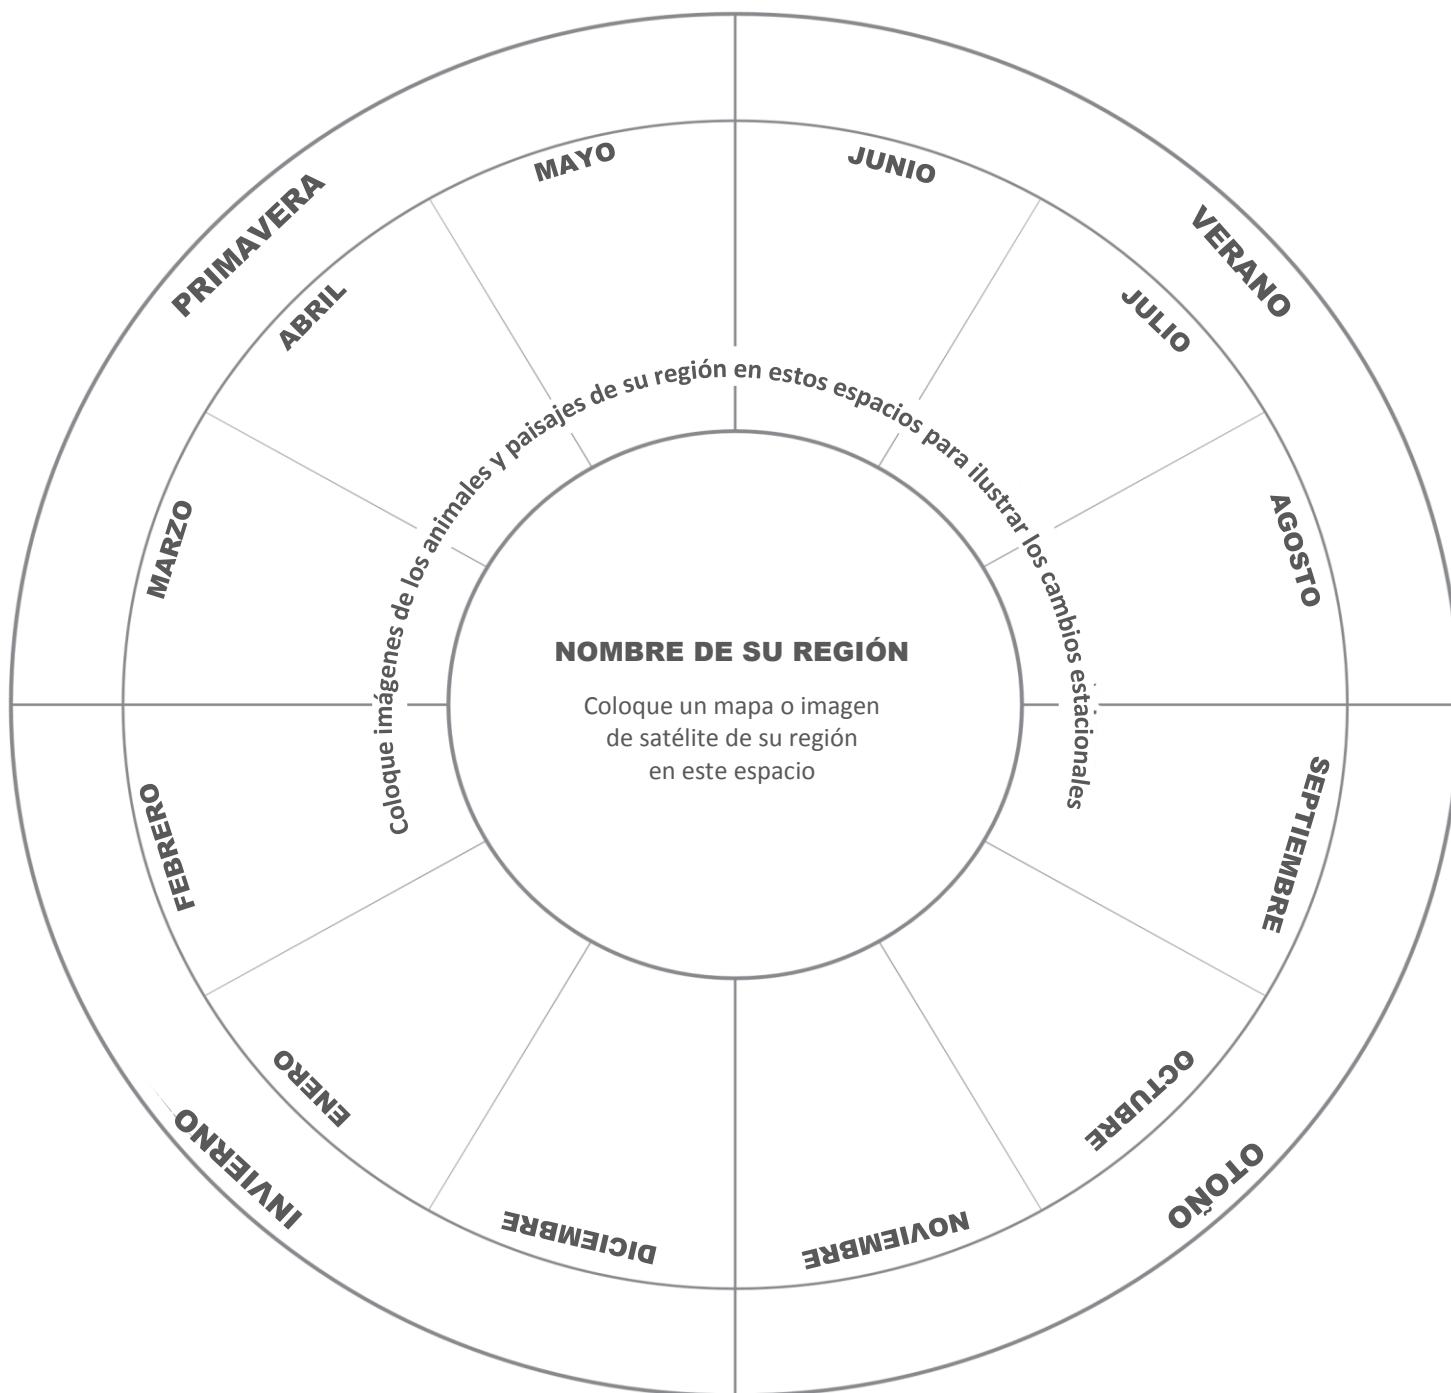 PRIMAVERA
VERANO
OTOÑO
INVIERNO
MAYO
JUNIO
ABRIL
JULIO
MARZO
AGOSTO
FEBRERO
SEPTIEMBRE
ENERO
OCTUBRE
DICIEMBRE
NOVIEMBRE
Coloque imágenes de los animales y paisajes de su región en estos espacios para ilustrar los cambios estacionales
NOMBRE DE SU REGIÓN
Coloque un mapa o imagen
de satélite de su región
en este espacio